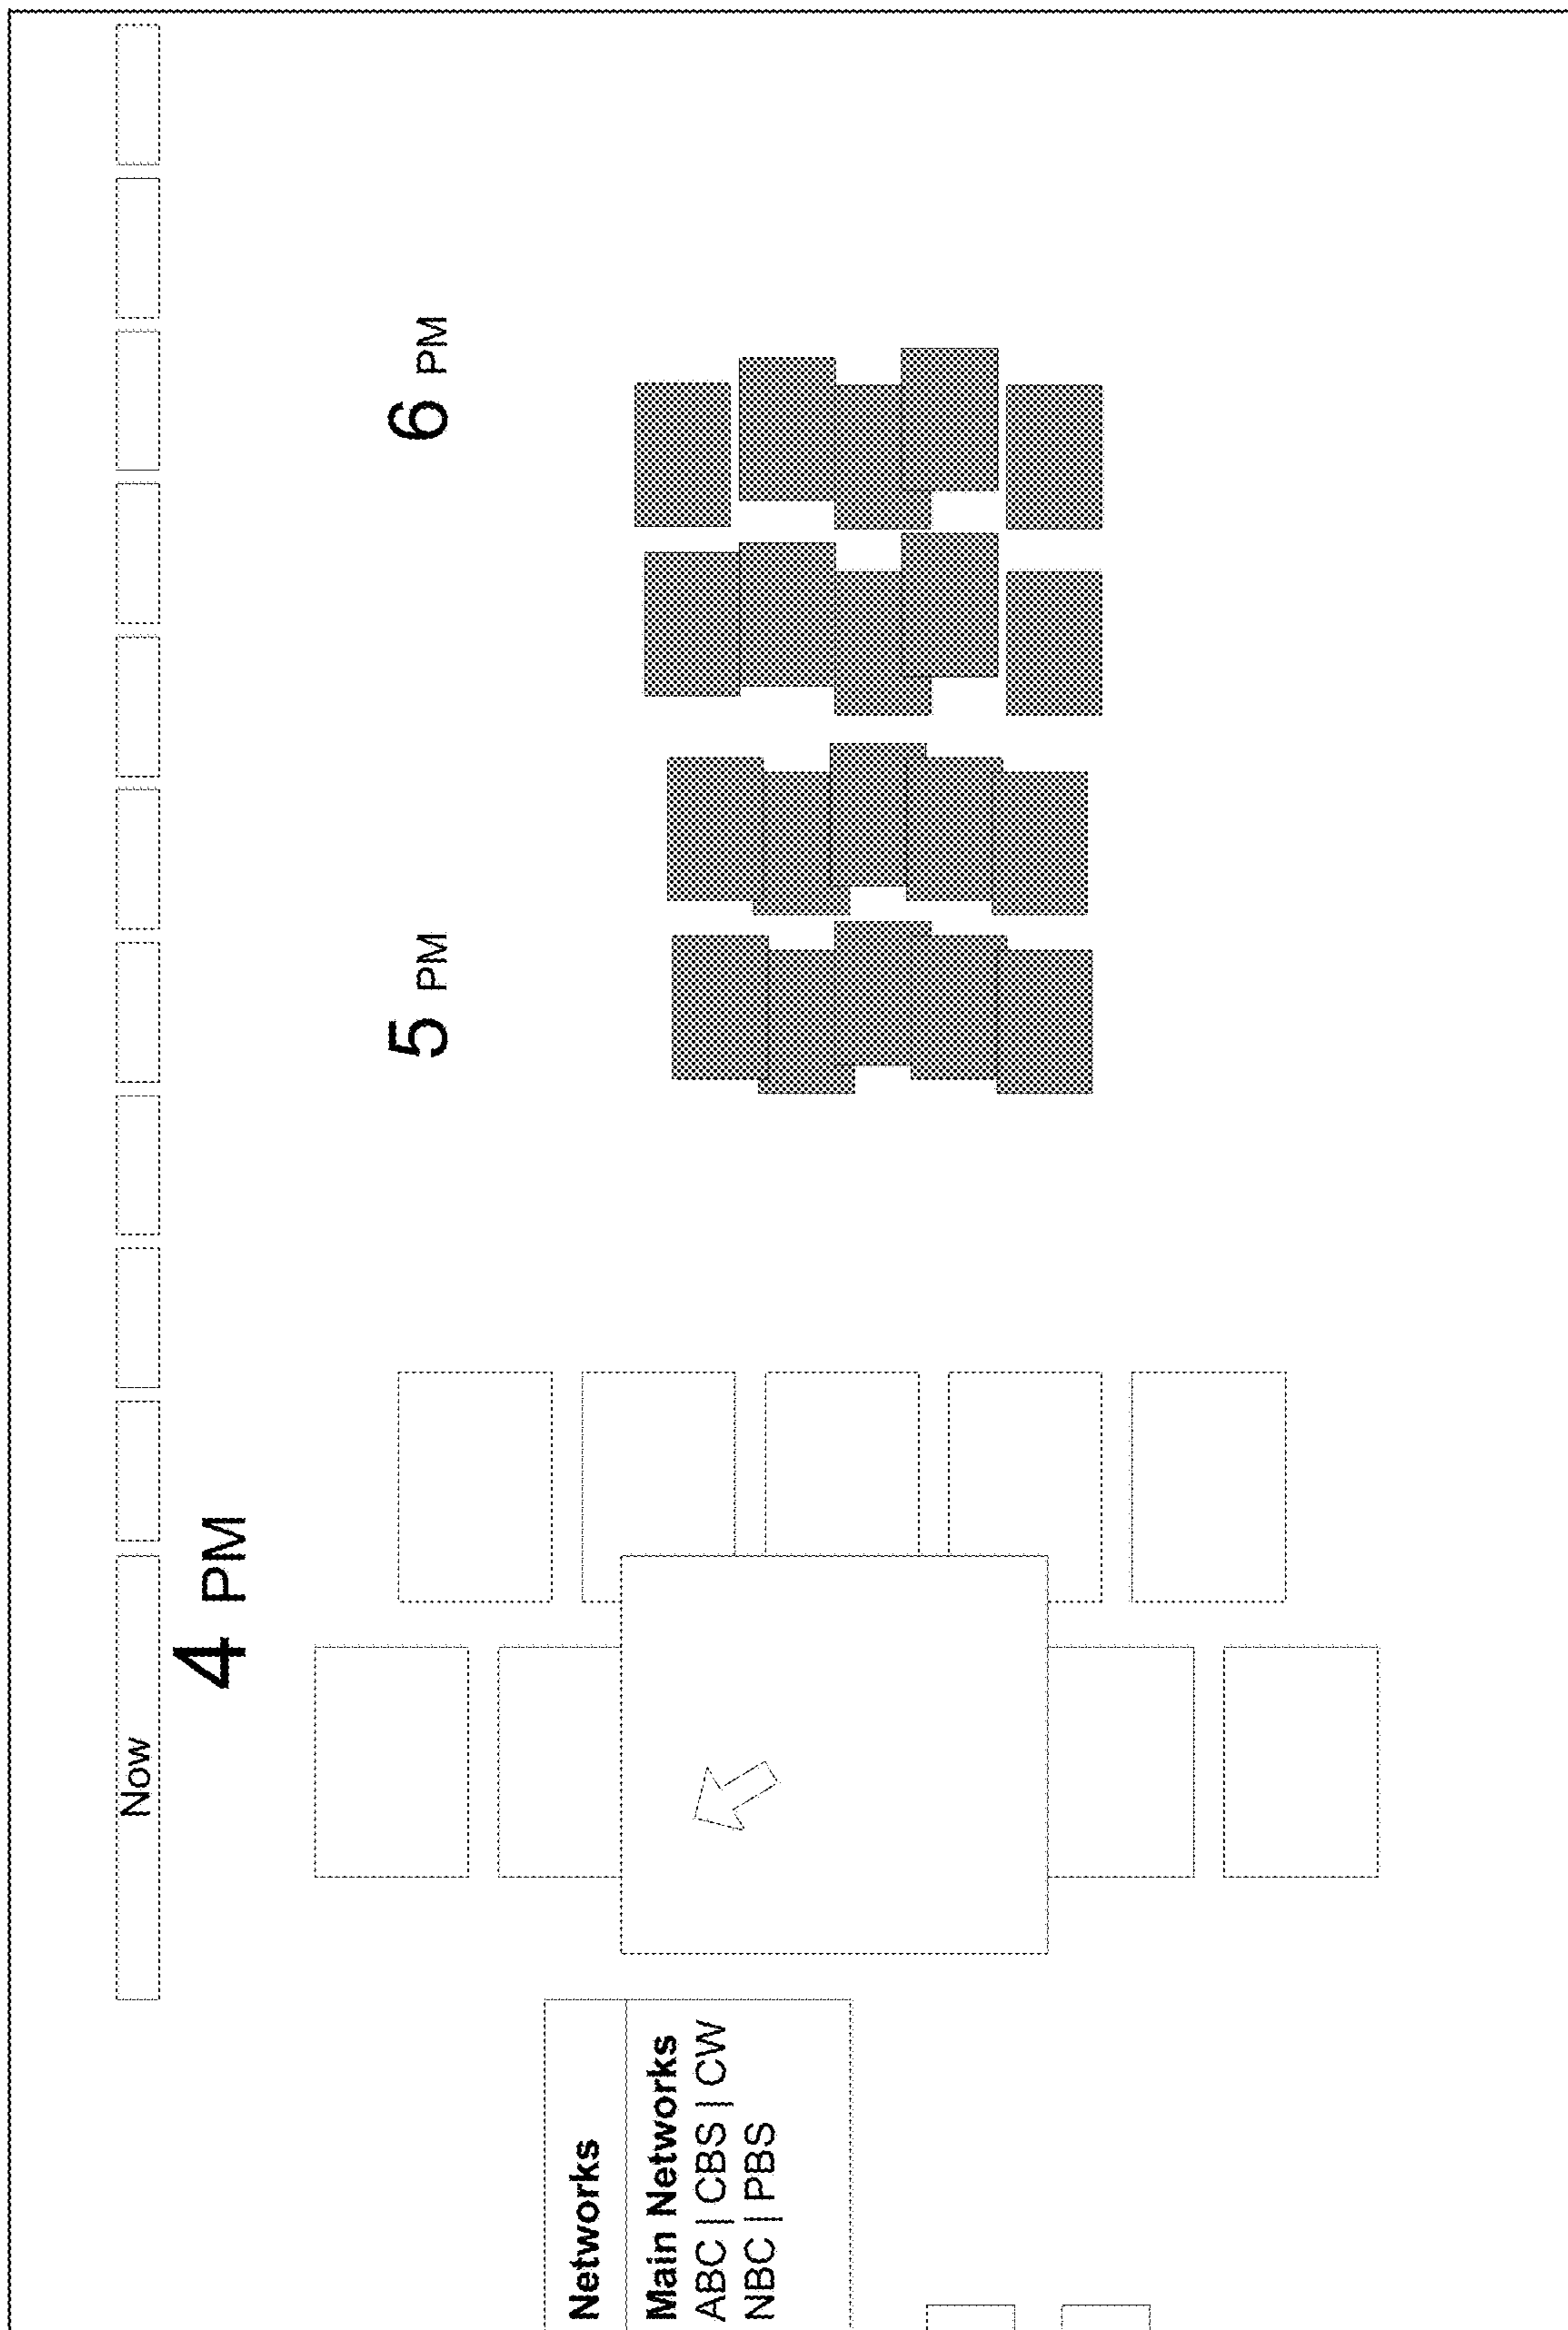 Now
4 PM
5 PM
6 PM
Networks
Main Networks
ABC | CBS | CW
NBC | PBS